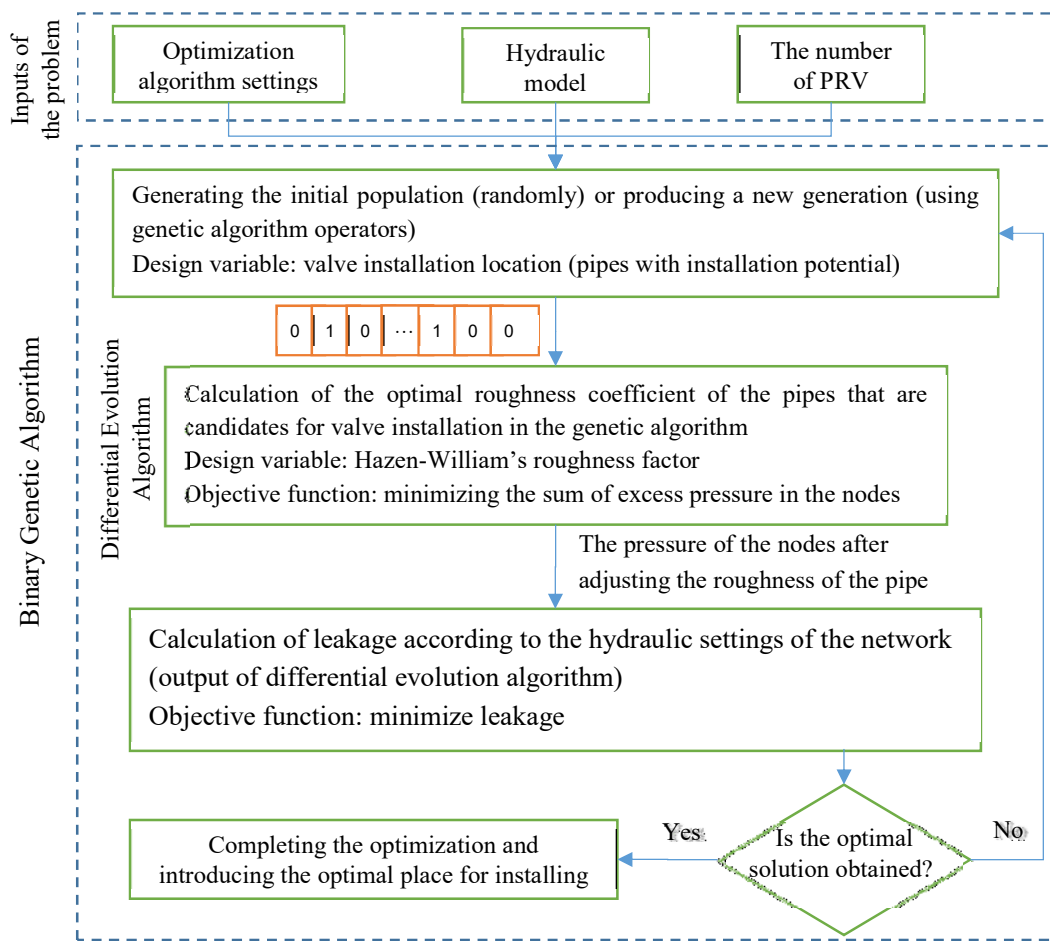 Inputs of
the problem
Optimization
algorithm settings
Hydraulic
model
The number
of PRV
Binary Genetic Algorithm
Generating the initial population (randomly) or producing a new generation (using
genetic algorithm operators)
Design variable: valve installation location (pipes with installation potential)
0 1 0 ... 1 0 0
Differential Evolution
Algorithm
Calculation of the optimal roughness coefficient of the pipes that are
candidates for valve installation in the genetic algorithm
Design variable: Hazen-William’s roughness factor
Objective function: minimizing the sum of excess pressure in the nodes
The pressure of the nodes after
adjusting the roughness of the pipe
Calculation of leakage according to the hydraulic settings of the network
(output of differential evolution algorithm)
Objective function: minimize leakage
Is the optimal
solution obtained?
Yes
No
Completing the optimization and
introducing the optimal place for installing